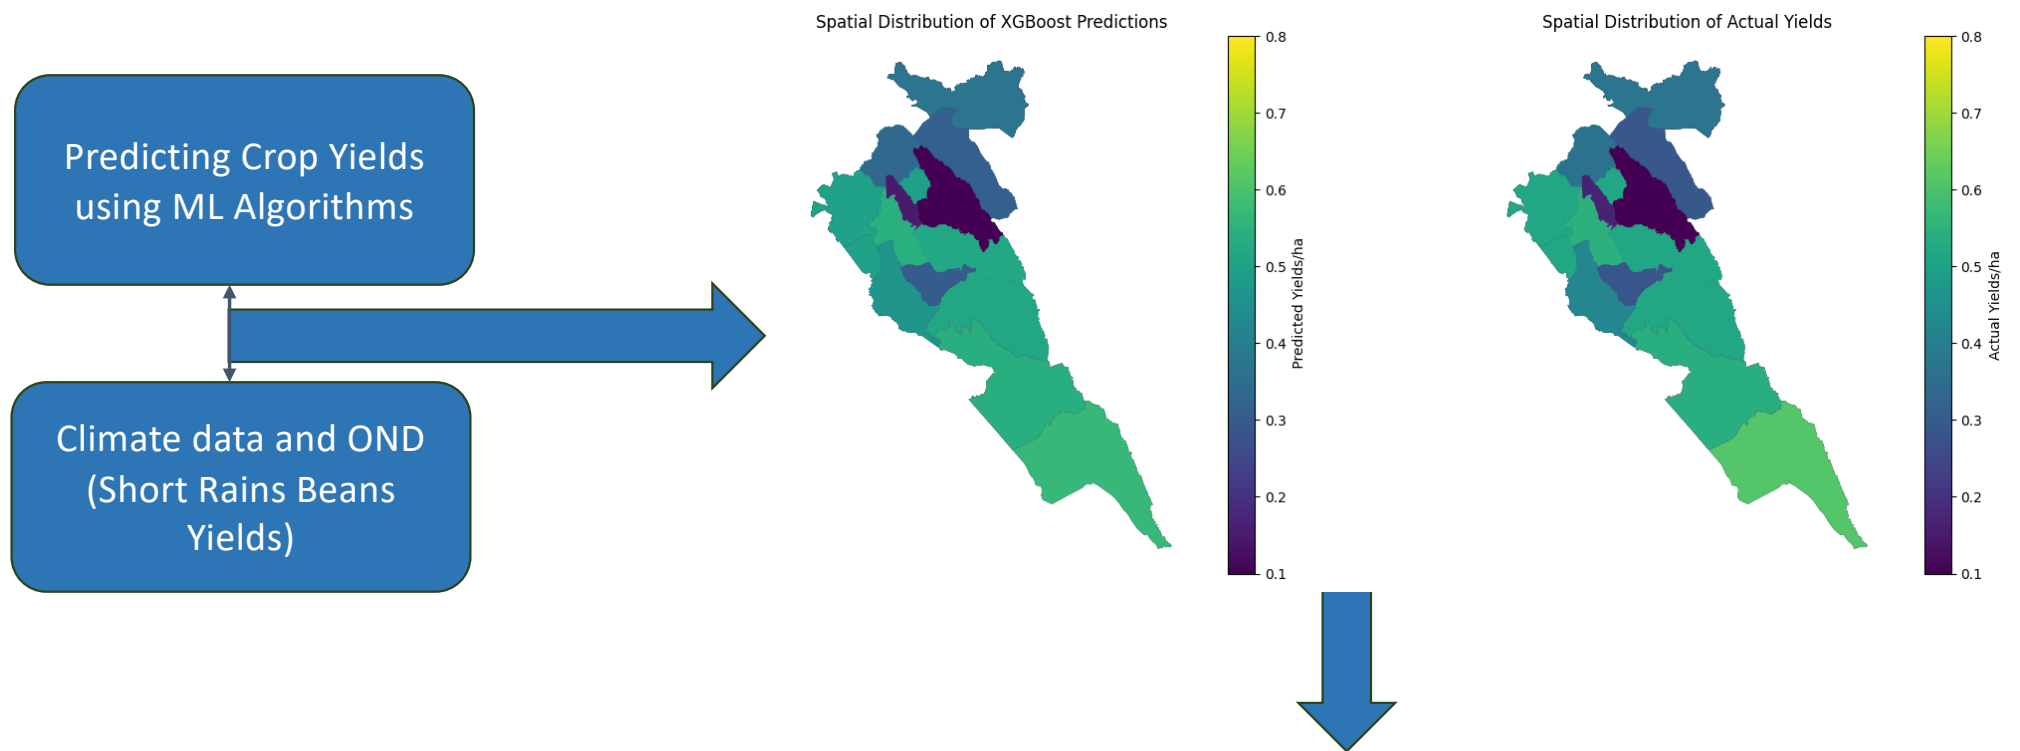 Predicting Crop Yields
using ML Algorithms
Climate data and OND
(Short Rains Beans
Yields)
Spatial Distribution of XGBoost Predictions
0.8
0.7
0.6
0.5
0.4
0.3
0.2
0.1
Predicted Yields/ha
Spatial Distribution of Actual Yields
0.8
0.7
0.6
0.5
0.4
0.3
0.2
0.1
Actual Yields/ha